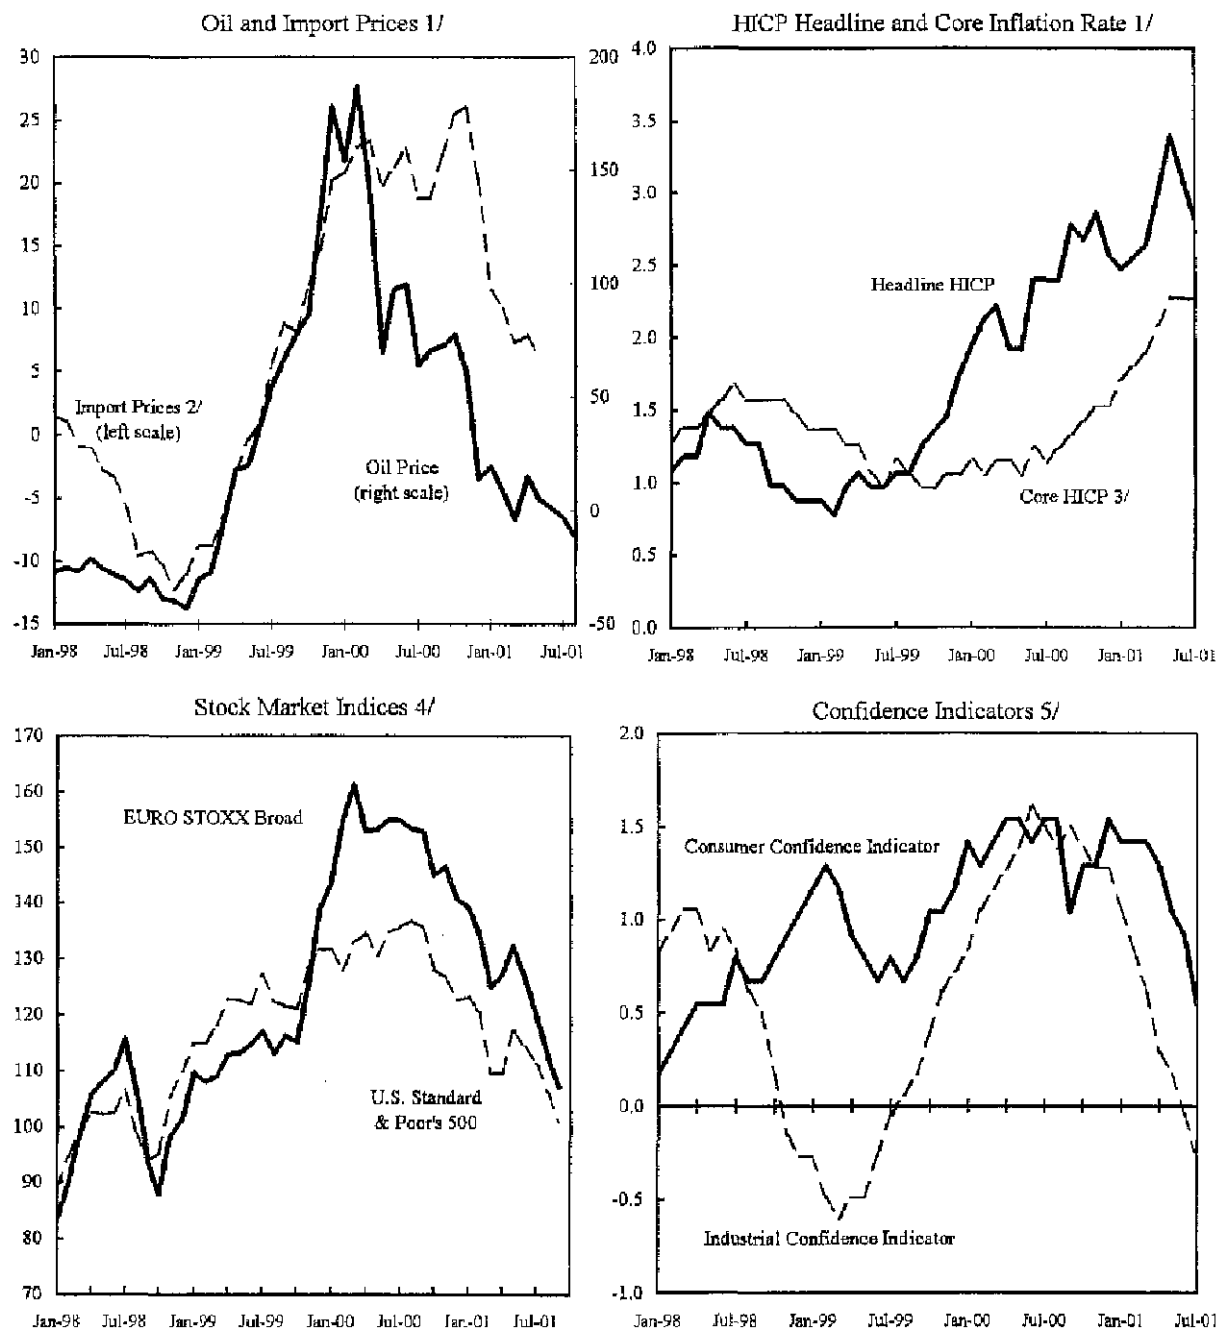 Oil and Import Prices 1/
30
25
20
15
10
5
0
-5
-10
-15
200
150
100
50
0
-50
Import Prices 2/
(left scale)
Oil Price
(right scale)
Jan-98 Jul-98 Jan-99 Jul-99 Jan-00 Jul-00 Jan-01 Jul-01
HICP Headline and Core Inflation Rate 1/
4.0
3.5
3.0
2.5
2.0
1.5
1.0
0.5
0.0
Headline HICP
Core HICP 3/
Jan-98 Jul-98 Jan-99 Jul-99 Jan-00 Jul-00 Jan-01 Jul-01
Stock Market Indices 4/
170
160
150
140
130
120
110
100
90
80
70
EURO STOXX Broad
U.S. Standard
& Poor's 500
Jan-98 Jul-98 Jan-99 Jul-99 Jan-00 Jul-00 Jan-01 Jul-01
Confidence Indicators 5/
2.0
1.5
1.0
0.5
0.0
-0.5
-1.0
Consumer Confidence Indicator
Industrial Confidence Indicator
Jan-98 Jul-98 Jan-99 Jul-99 Jan-00 Jul-00 Jan-01 Jul-01